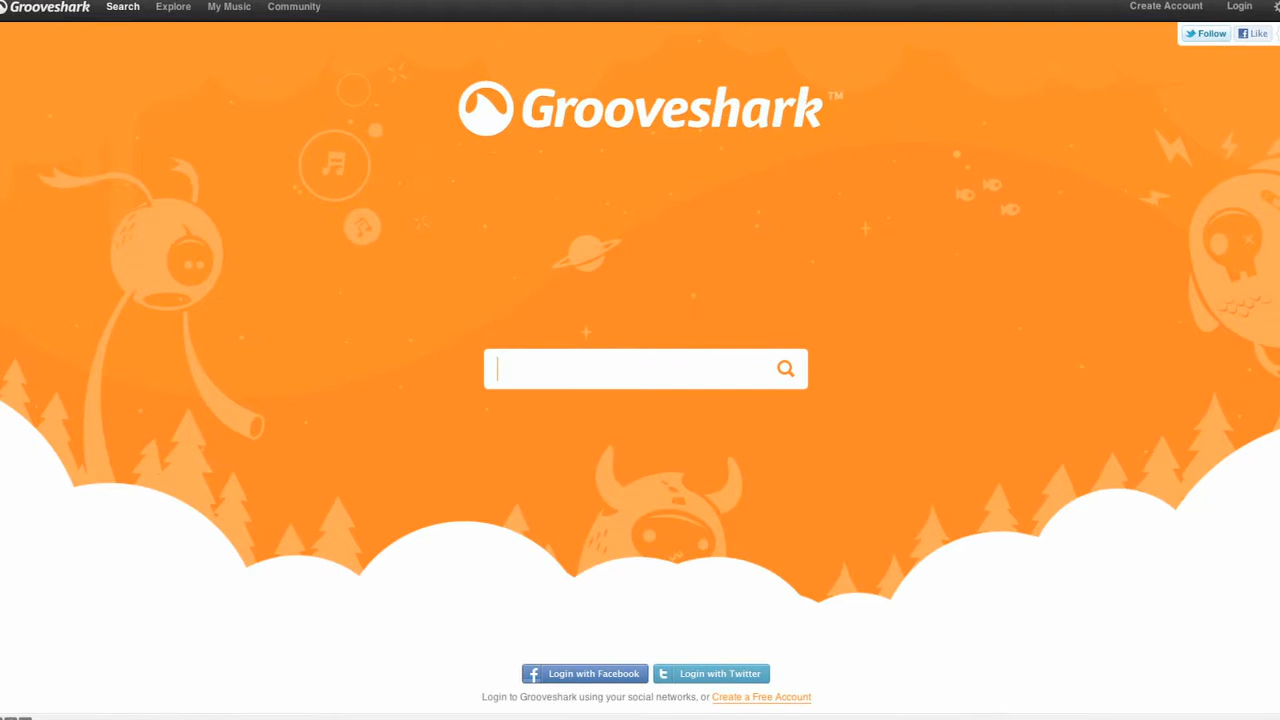 Grooveshark Search Explore My Music Community Create Account Login
Follow Like
Grooveshark™
Login with Facebook Login with Twitter
Login to Grooveshark using your social networks, or Create a Free Account